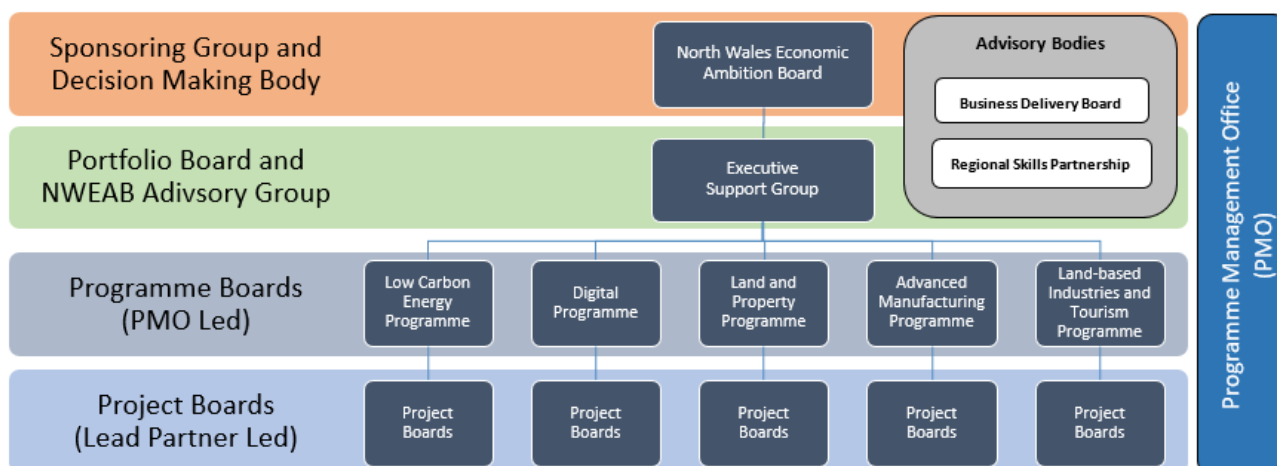 Sponsoring Group and
Decision Making Body
North Wales Economic
Ambition Board
Advisory Bodies
Business Delivery Board
Regional Skills Partnership
Portfolio Board and
NWEAB Adivsory Group
Executive
Support Group
Programme Boards
(PMO Led)
Low Carbon
Energy
Programme
Digital
Programme
Land and
Property
Programme
Advanced
Manufacturing
Programme
Land-based
Industries and
Tourism
Programme
Project Boards
(Lead Partner Led)
Project
Boards
Project
Boards
Project
Boards
Project
Boards
Project
Boards
Programme Management Office
(PMO)